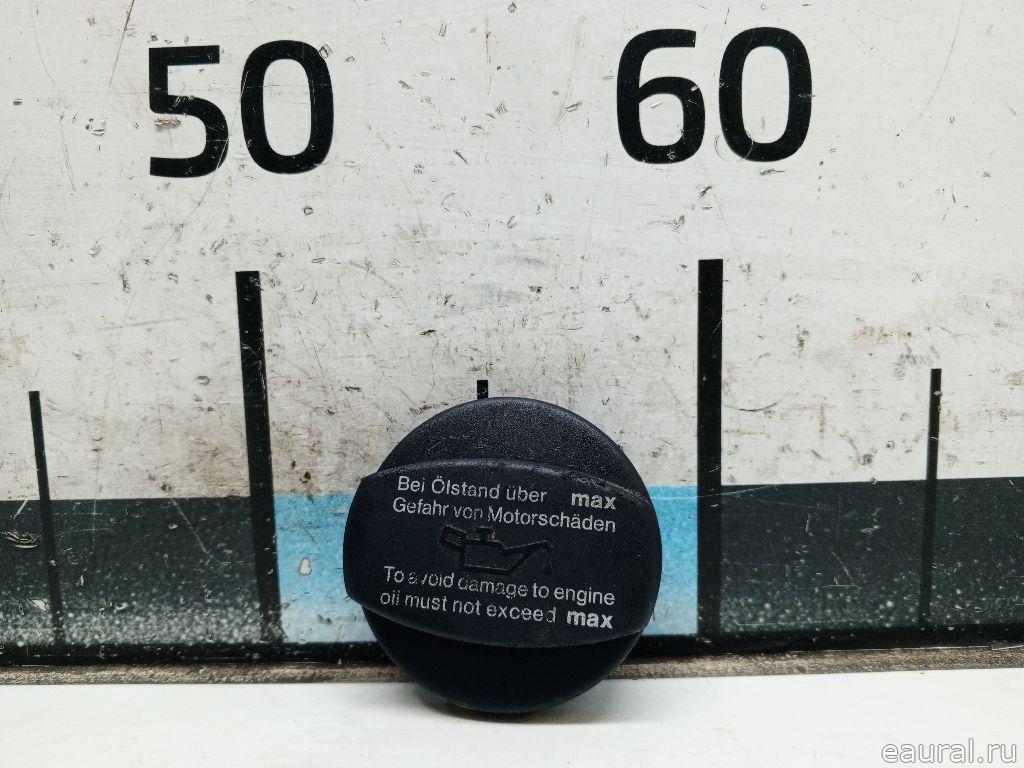 50 60
Bei Ölstand über max
Gefahr von Motorschäden
To avoid damage to engine
oil must not exceed max
eaural.ru